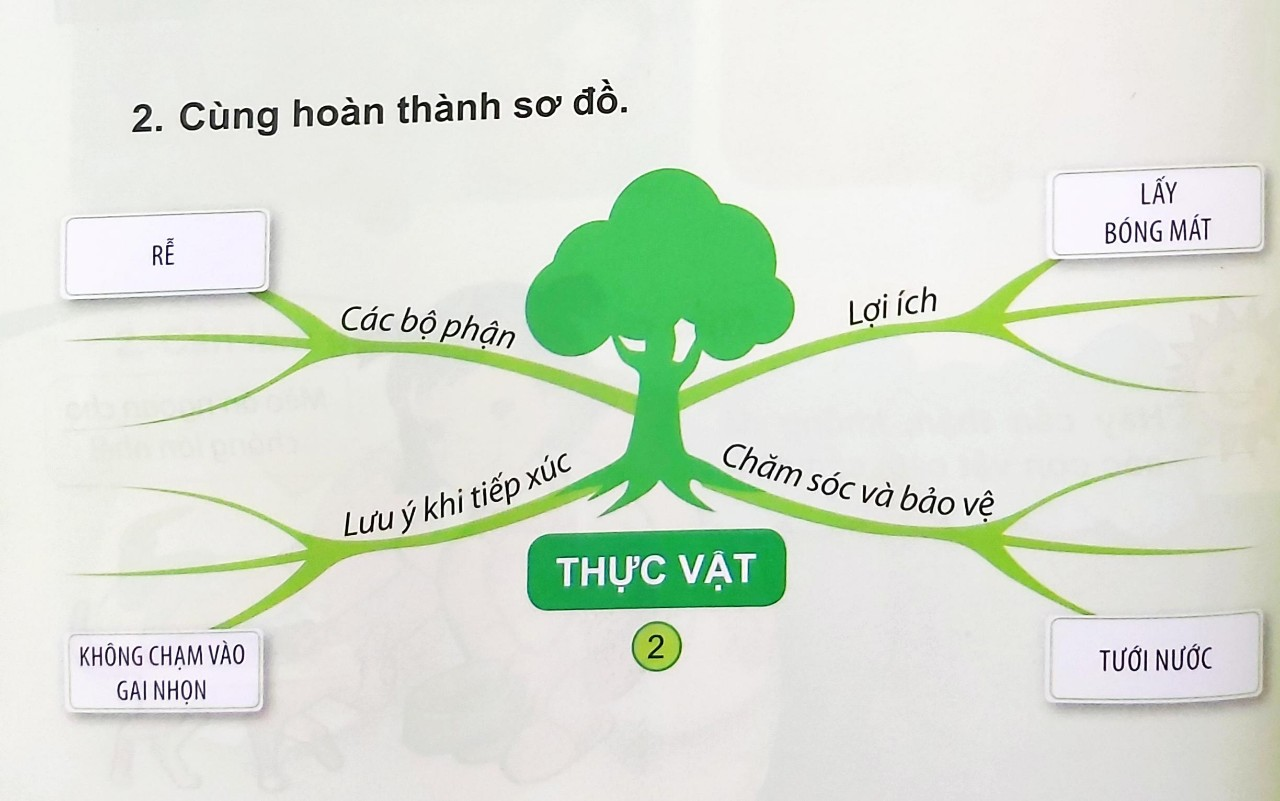 2. Cùng hoàn thành sơ đồ.
RỄ
LẤY
BÓNG MÁT
Các bộ phận
Lợi ích
Lưu ý khi tiếp xúc
Chăm sóc và bảo vệ
THỰC VẬT
2
KHÔNG CHẠM VÀO
GAI NHỌN
TƯỚI NƯỚC